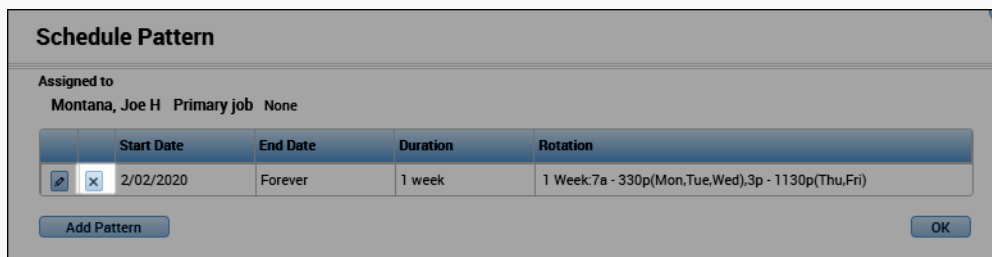 Schedule Pattern
Assigned to
Montana, Joe H Primary job None
Start Date End Date Duration Rotation
2/02/2020 Forever 1 week 1 Week:7a - 330p(Mon,Tue,Wed),3p - 1130p(Thu,Fri)
Add Pattern OK